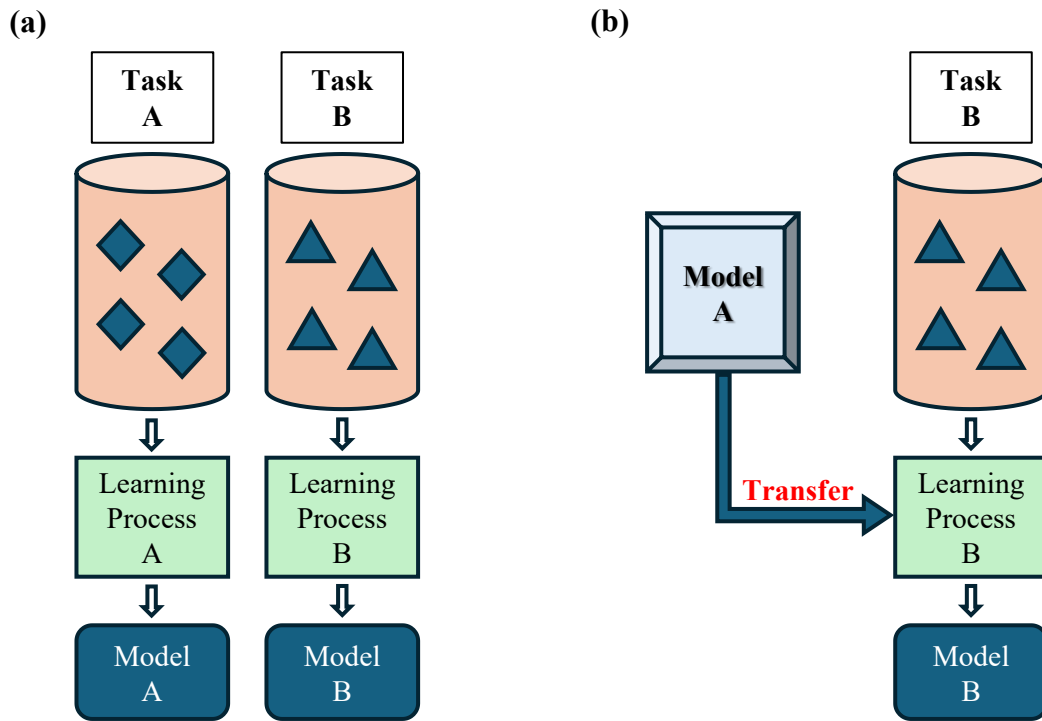 (a)
Task
A
Task
B
Learning
Process
A
Learning
Process
B
Model
A
Model
B
(b)
Task
B
Model
A
Transfer
Learning
Process
B
Model
B